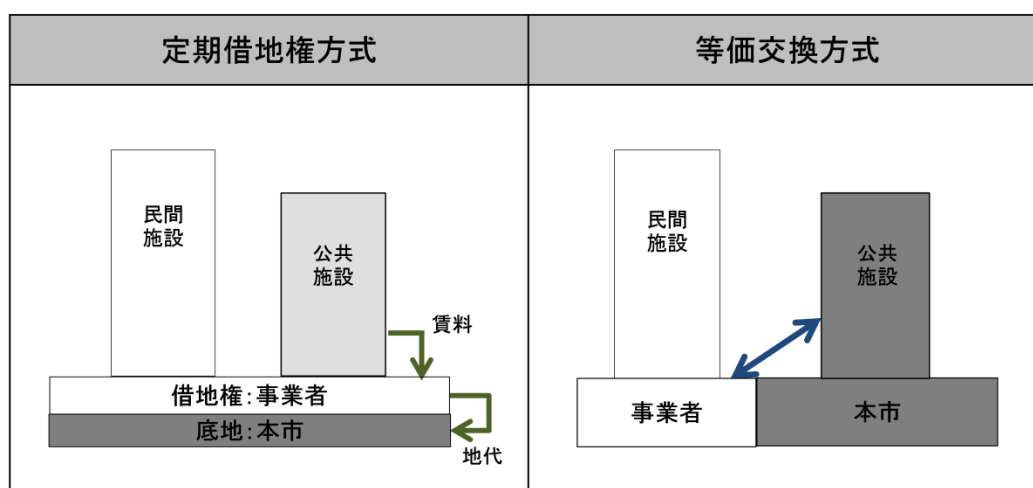 定期借地権方式
等価交換方式
民間
施設
公共
施設
賃料
借地権:事業者
底地:本市
地代
民間
施設
公共
施設
事業者
本市